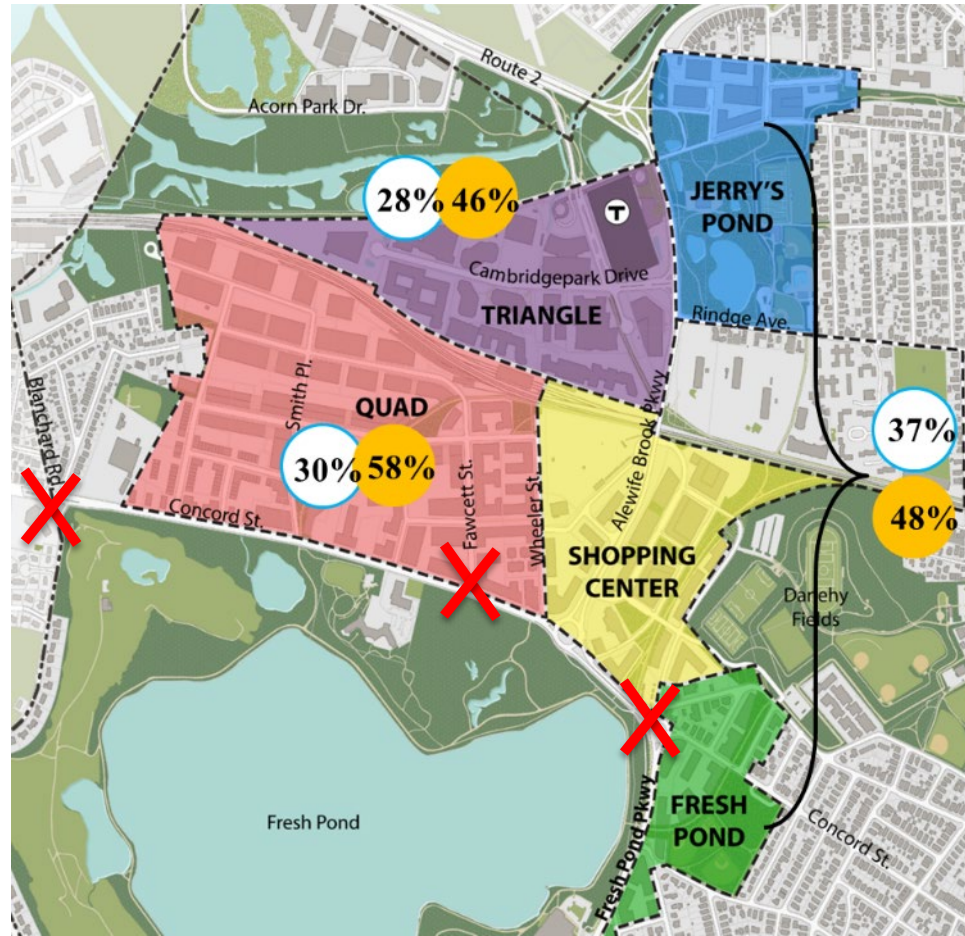 Route 2
Acorn Park Dr.
28% 46%
T
JERRY'S
POND
Cambridgepark Drive
TRIANGLE
Rindge Ave.
Blanchard Rd.
Smith Pl.
QUAD
30% 58%
Fawcett St.
Wheeler St.
Alewife Brook Pkwy
37%
48%
Concord St.
SHOPPING
CENTER
Danehy
Fields
Fresh Pond
Fresh Pond Pkwy
FRESH
POND
Concord St.